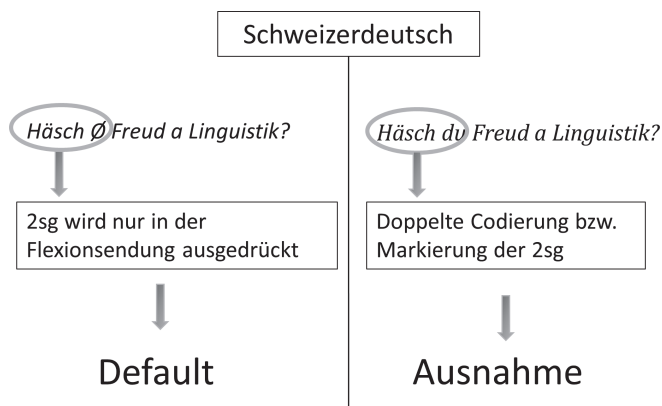 Schweizerdeutsch
Häsch Ø Freud a Linguistik?
2sg wird nur in der
Flexionsendung ausgedrückt
Default
Häsch du Freud a Linguistik?
Doppelte Codierung bzw.
Markierung der 2sg
Ausnahme